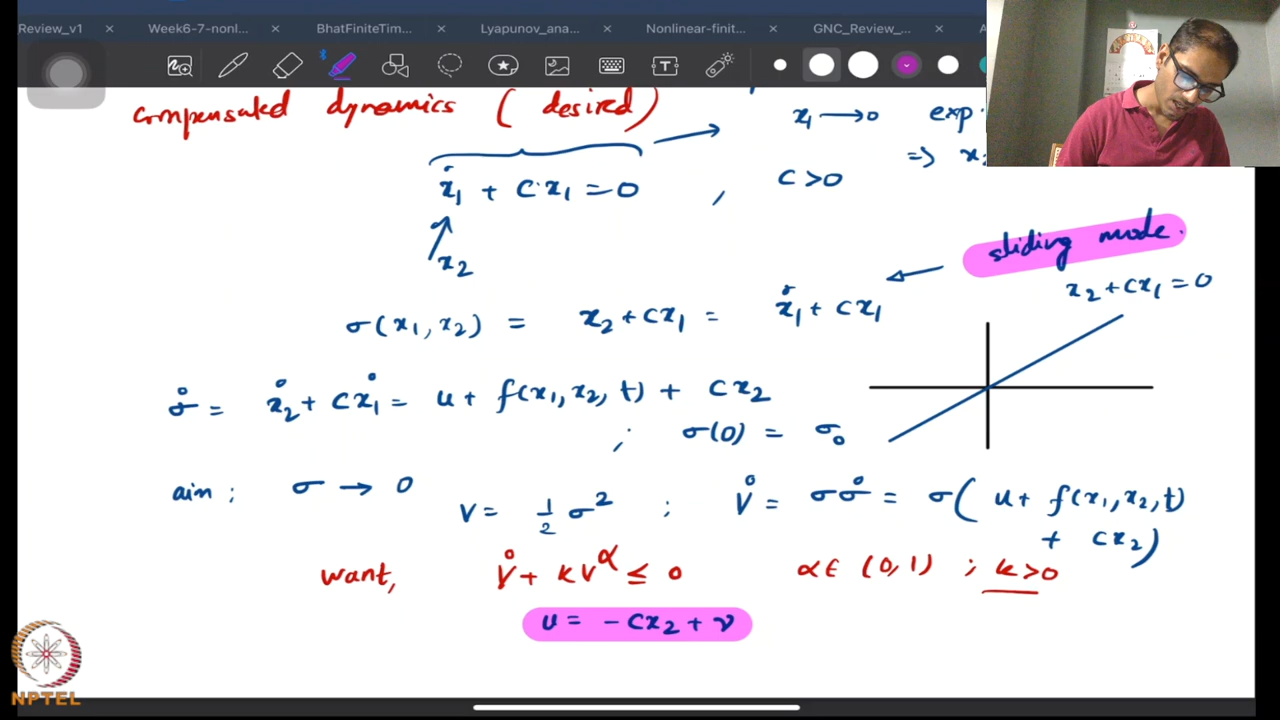 Review_v1 Week6-7-nonl... BhatFiniteTim... Lyapunov_ana... Nonlinear-finit... GNC_Review_...
compensated dynamics (desired)
x₁ → 0 exp
⇒
ẋ₁ + c.x₁ = 0 , c > 0
x₂
sliding mode.
x₂ + cx₁ = 0
σ(x₁, x₂) = x₂ + cx₁ = ẋ₁ + cx₁
σ̇ = ẋ₂ + cẋ₁ = u + f(x₁, x₂, t) + cx₂
; σ(0) = σ₀
aim : σ → 0
V = ½ σ² ; V̇ = σσ̇ = σ( u + f(x₁, x₂, t)
+ cx₂)
want, V̇ + kV^α ≤ 0 α ∈ (0, 1) ; k > 0
u = - cx₂ + ν
NPTEL